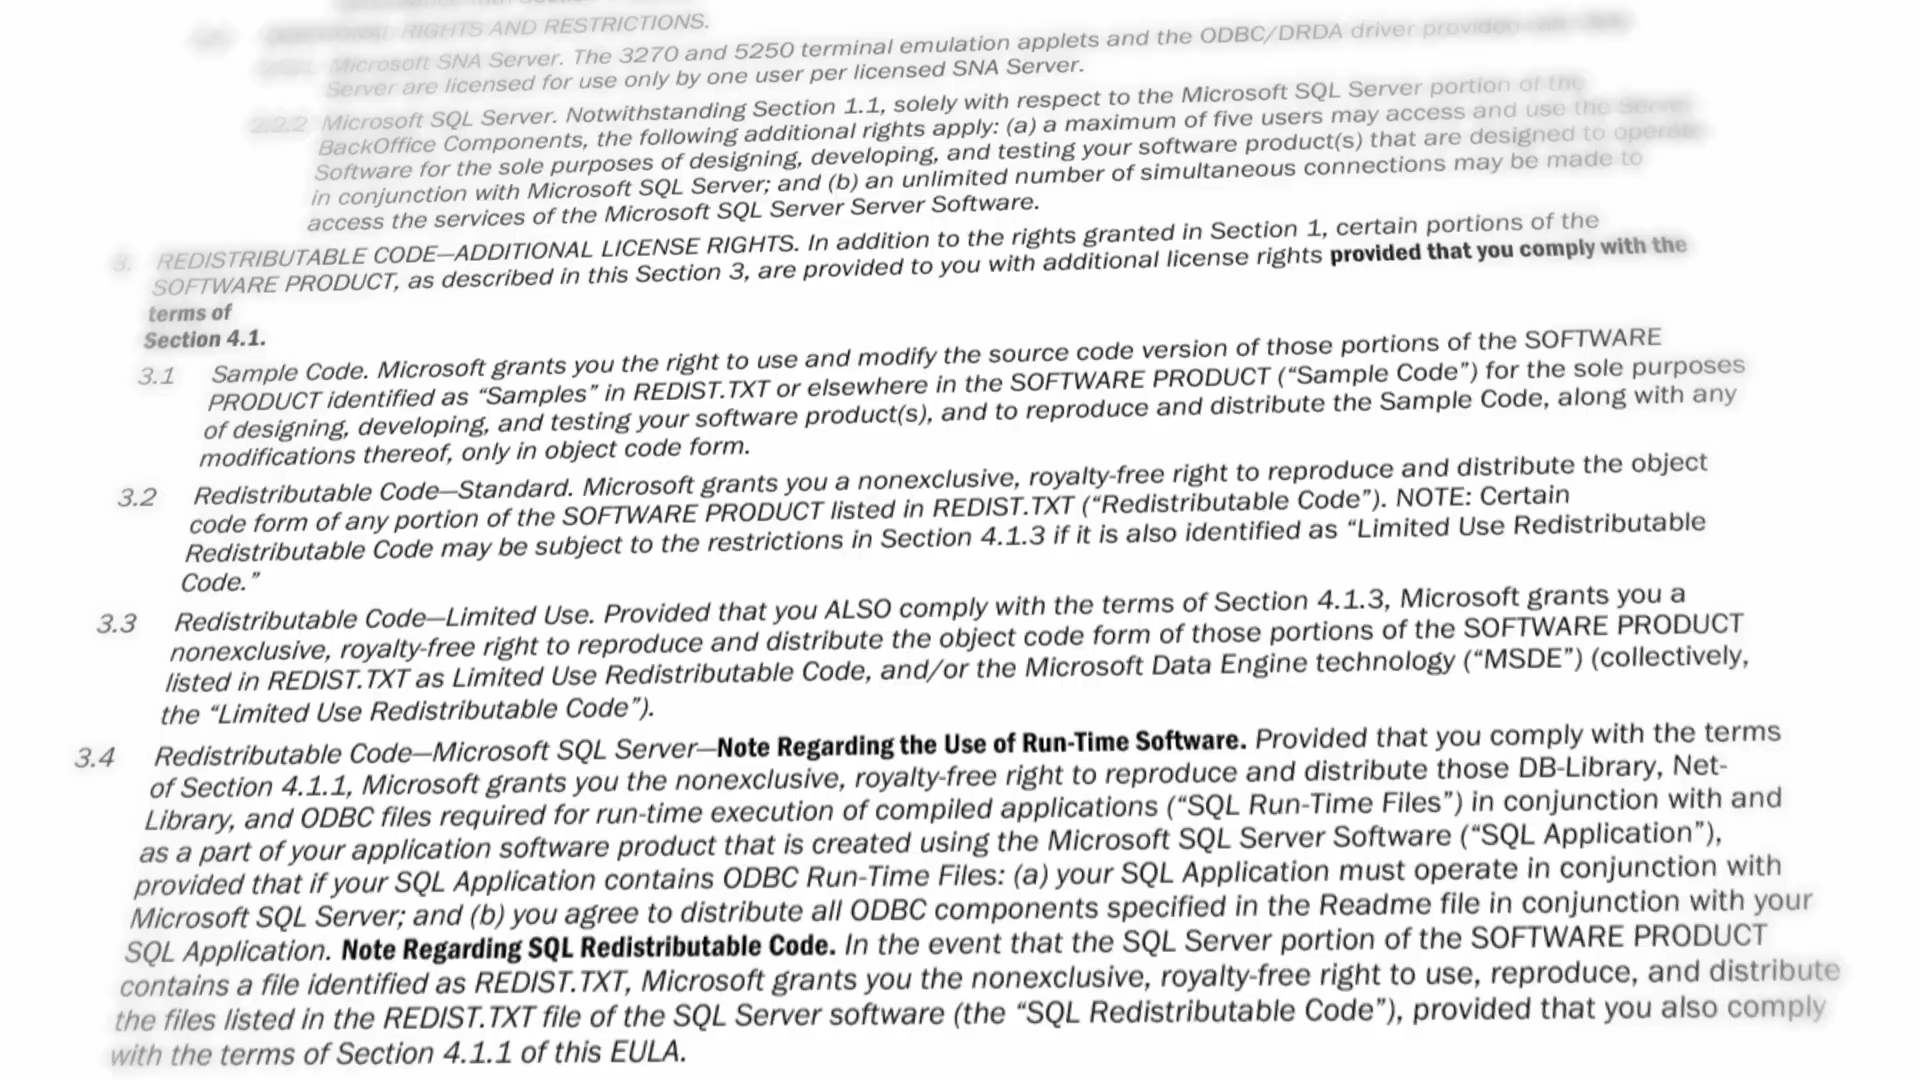 RIGHTS AND RESTRICTIONS.
Microsoft SNA Server. The 3270 and 5250 terminal emulation applets and the ODBC/DRDA driver provided
Server are licensed for use only by one user per licensed SNA Server.
2.2.2 Microsoft SQL Server. Notwithstanding Section 1.1, solely with respect to the Microsoft SQL Server portion of the
BackOffice Components, the following additional rights apply: (a) a maximum of five users may access and use the Server
Software for the sole purposes of designing, developing, and testing your software product(s) that are designed to operate
in conjunction with Microsoft SQL Server; and (b) an unlimited number of simultaneous connections may be made to
access the services of the Microsoft SQL Server Server Software.
3. REDISTRIBUTABLE CODE—ADDITIONAL LICENSE RIGHTS. In addition to the rights granted in Section 1, certain portions of the
SOFTWARE PRODUCT, as described in this Section 3, are provided to you with additional license rights provided that you comply with the
terms of
Section 4.1.
3.1 Sample Code. Microsoft grants you the right to use and modify the source code version of those portions of the SOFTWARE
PRODUCT identified as “Samples” in REDIST.TXT or elsewhere in the SOFTWARE PRODUCT (“Sample Code”) for the sole purposes
of designing, developing, and testing your software product(s), and to reproduce and distribute the Sample Code, along with any
modifications thereof, only in object code form.
3.2 Redistributable Code—Standard. Microsoft grants you a nonexclusive, royalty-free right to reproduce and distribute the object
code form of any portion of the SOFTWARE PRODUCT listed in REDIST.TXT (“Redistributable Code”). NOTE: Certain
Redistributable Code may be subject to the restrictions in Section 4.1.3 if it is also identified as “Limited Use Redistributable
Code.”
3.3 Redistributable Code—Limited Use. Provided that you ALSO comply with the terms of Section 4.1.3, Microsoft grants you a
nonexclusive, royalty-free right to reproduce and distribute the object code form of those portions of the SOFTWARE PRODUCT
listed in REDIST.TXT as Limited Use Redistributable Code, and/or the Microsoft Data Engine technology (“MSDE”) (collectively,
the “Limited Use Redistributable Code”).
3.4 Redistributable Code—Microsoft SQL Server—Note Regarding the Use of Run-Time Software. Provided that you comply with the terms
of Section 4.1.1, Microsoft grants you the nonexclusive, royalty-free right to reproduce and distribute those DB-Library, Net-
Library, and ODBC files required for run-time execution of compiled applications (“SQL Run-Time Files”) in conjunction with and
as a part of your application software product that is created using the Microsoft SQL Server Software (“SQL Application”),
provided that if your SQL Application contains ODBC Run-Time Files: (a) your SQL Application must operate in conjunction with
Microsoft SQL Server; and (b) you agree to distribute all ODBC components specified in the Readme file in conjunction with your
SQL Application. Note Regarding SQL Redistributable Code. In the event that the SQL Server portion of the SOFTWARE PRODUCT
contains a file identified as REDIST.TXT, Microsoft grants you the nonexclusive, royalty-free right to use, reproduce, and distribute
the files listed in the REDIST.TXT file of the SQL Server software (the “SQL Redistributable Code”), provided that you also comply
with the terms of Section 4.1.1 of this EULA.